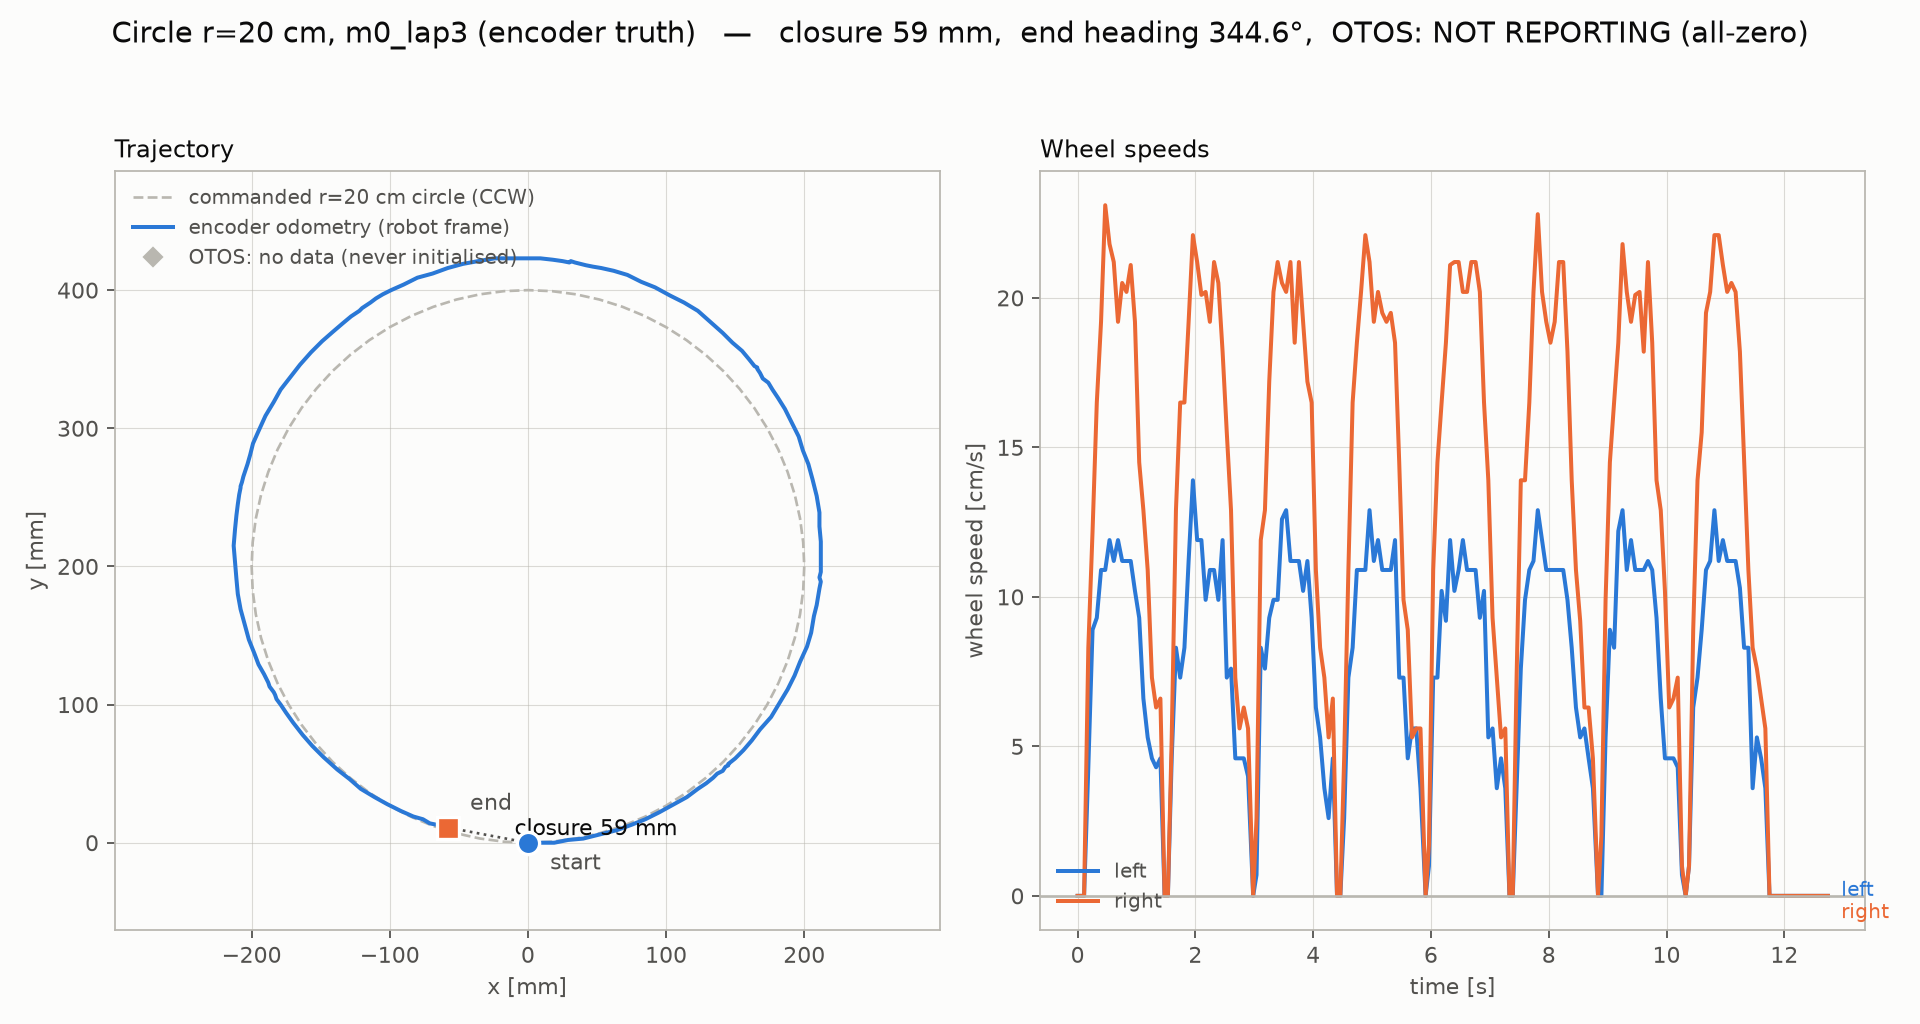 Circle r=20 cm, m0_lap3 (encoder truth) — closure 59 mm, end heading 344.6°, OTOS: NOT REPORTING (all-zero)
Trajectory
commanded r=20 cm circle (CCW)
encoder odometry (robot frame)
OTOS: no data (never initialised)
400
300
200
100
0
y [mm]
end
closure 59 mm
start
−200
−100
0
100
200
x [mm]
Wheel speeds
20
15
10
5
0
wheel speed [cm/s]
left
right
left
right
0
2
4
6
8
10
12
time [s]